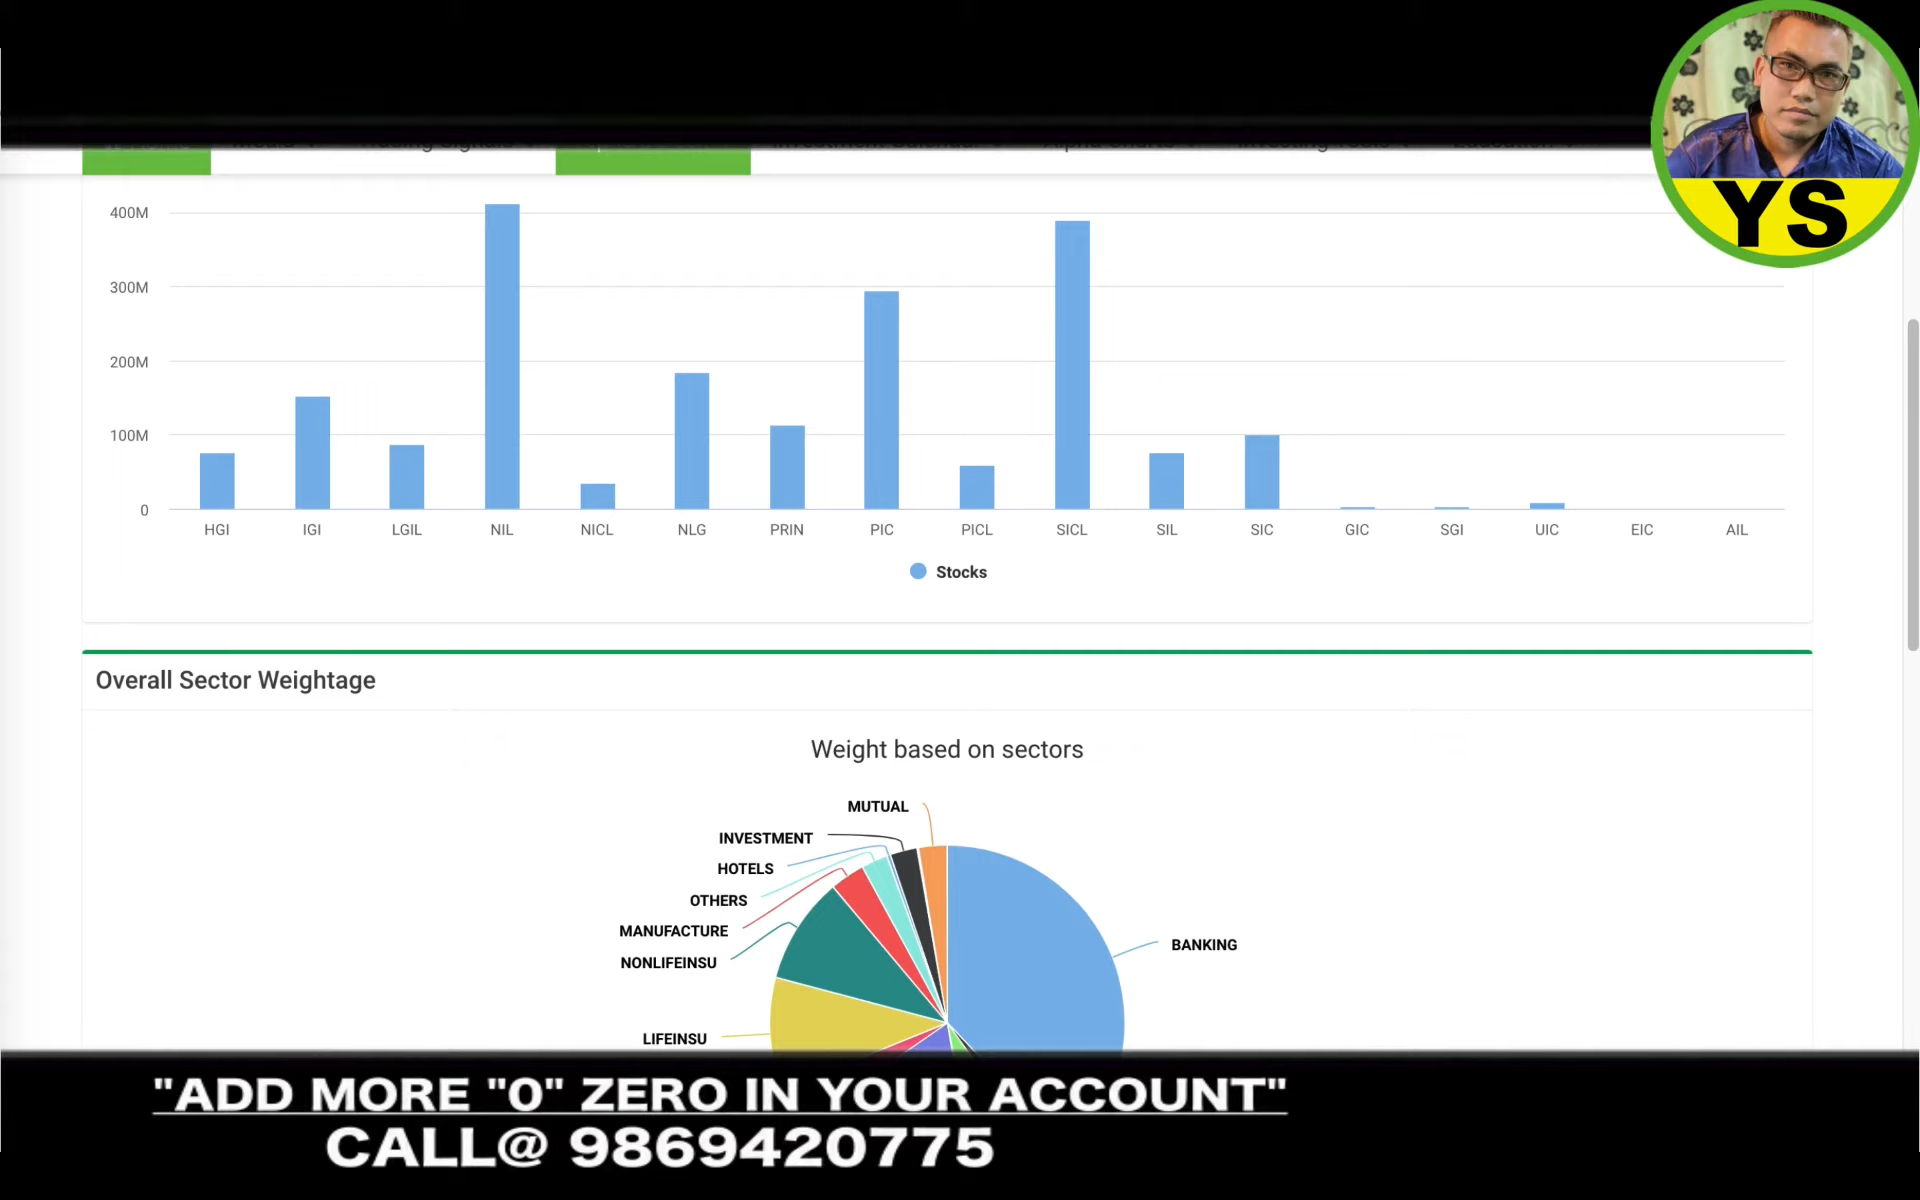 YS
400M
300M
200M
100M
0
HGI IGI LGIL NIL NICL NLG PRIN PIC PICL SICL SIL SIC GIC SGI UIC EIC AIL
Stocks
Overall Sector Weightage
Weight based on sectors
MUTUAL
INVESTMENT
HOTELS
OTHERS
MANUFACTURE
BANKING
NONLIFEINSU
LIFEINSU
"ADD MORE "0" ZERO IN YOUR ACCOUNT"
CALL@ 9869420775